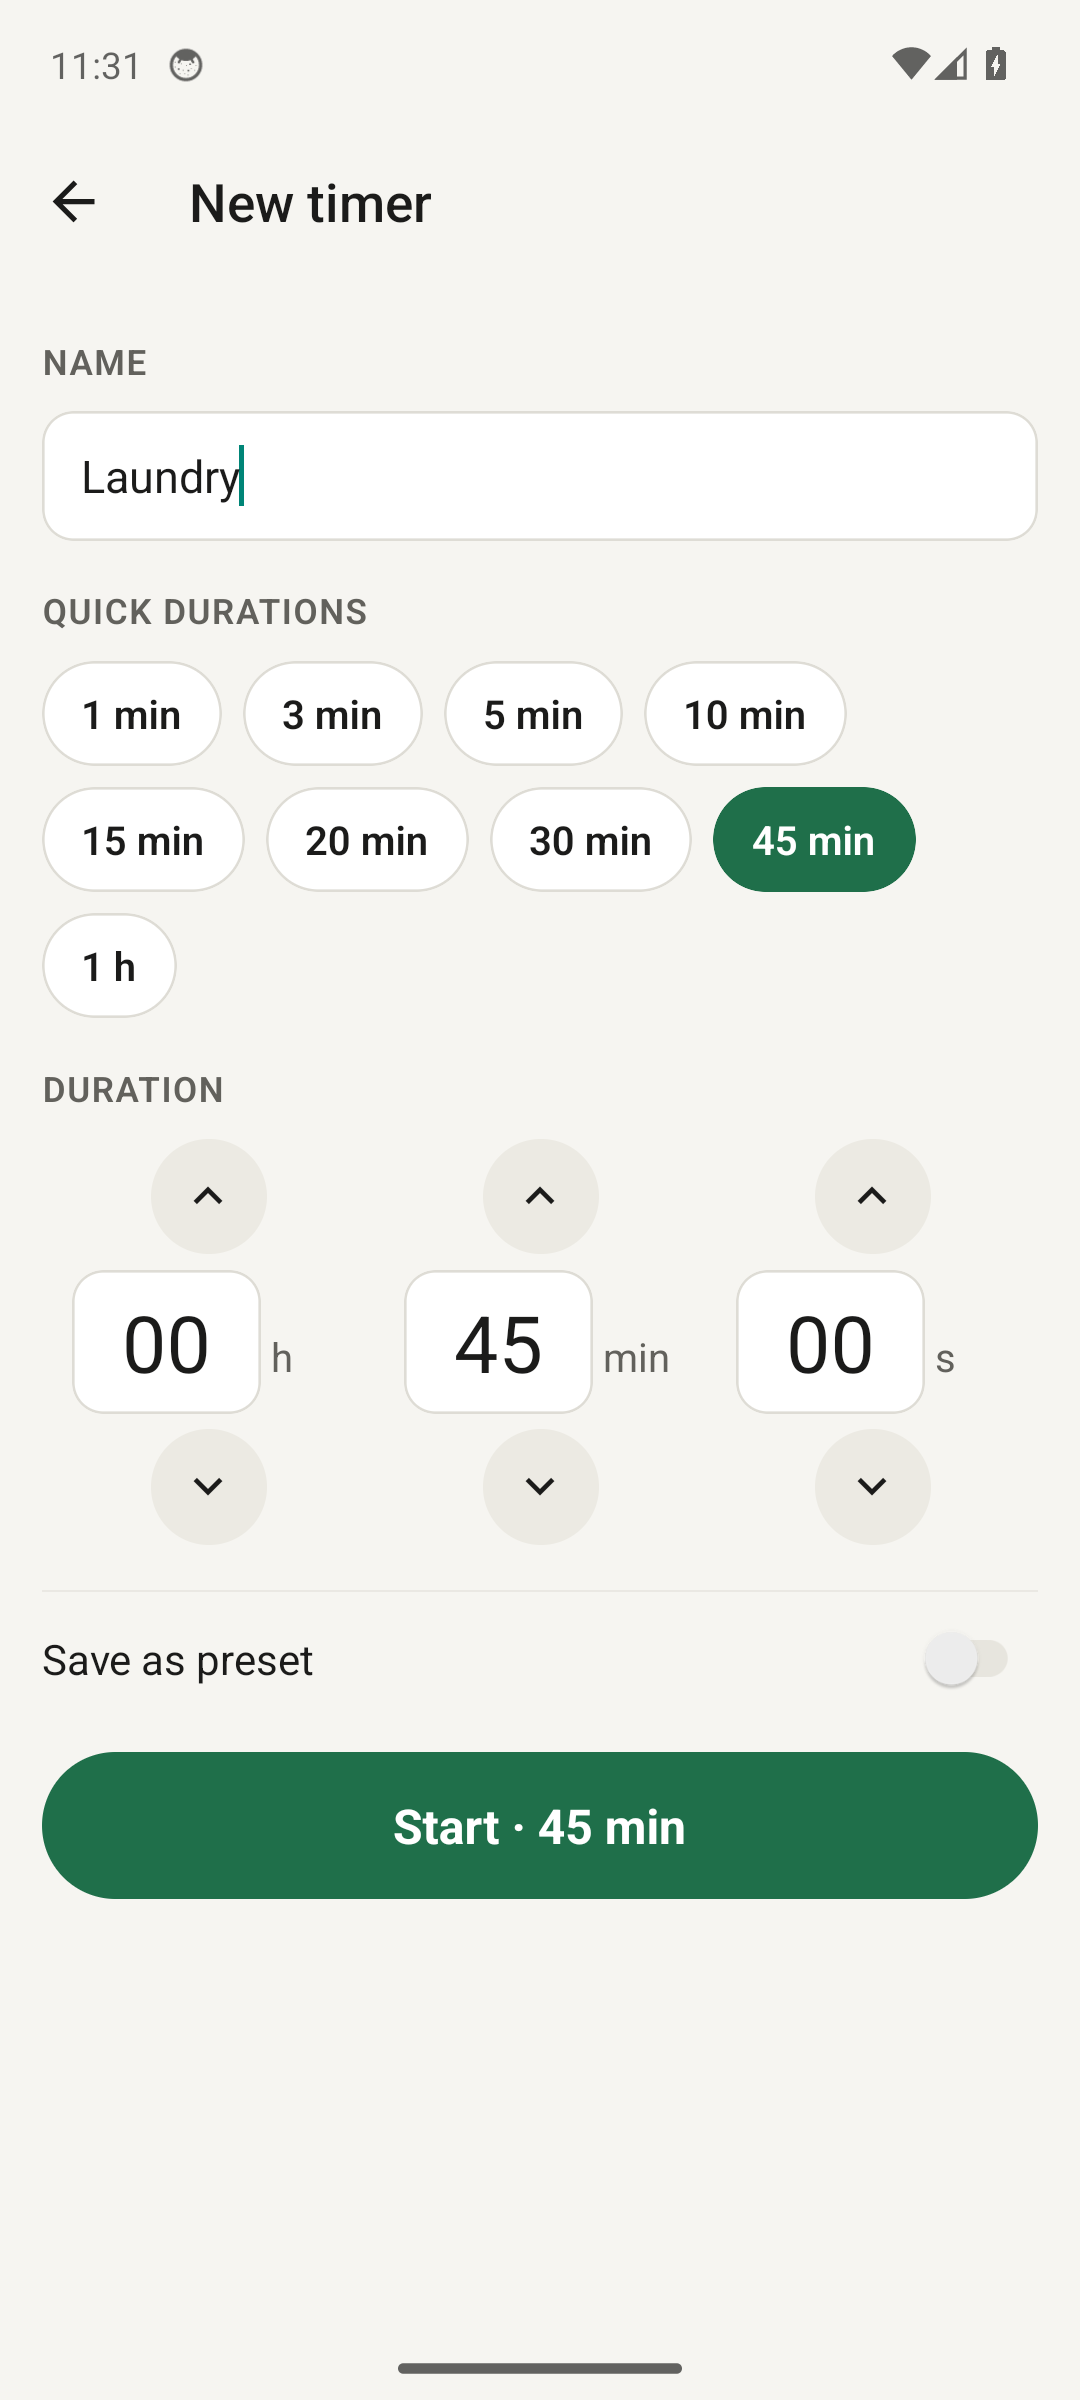 11:31
New timer
NAME
Laundry
QUICK DURATIONS
1 min 3 min 5 min 10 min
15 min 20 min 30 min 45 min
1 h
DURATION
00 h 45 min 00 s
Save as preset
Start · 45 min